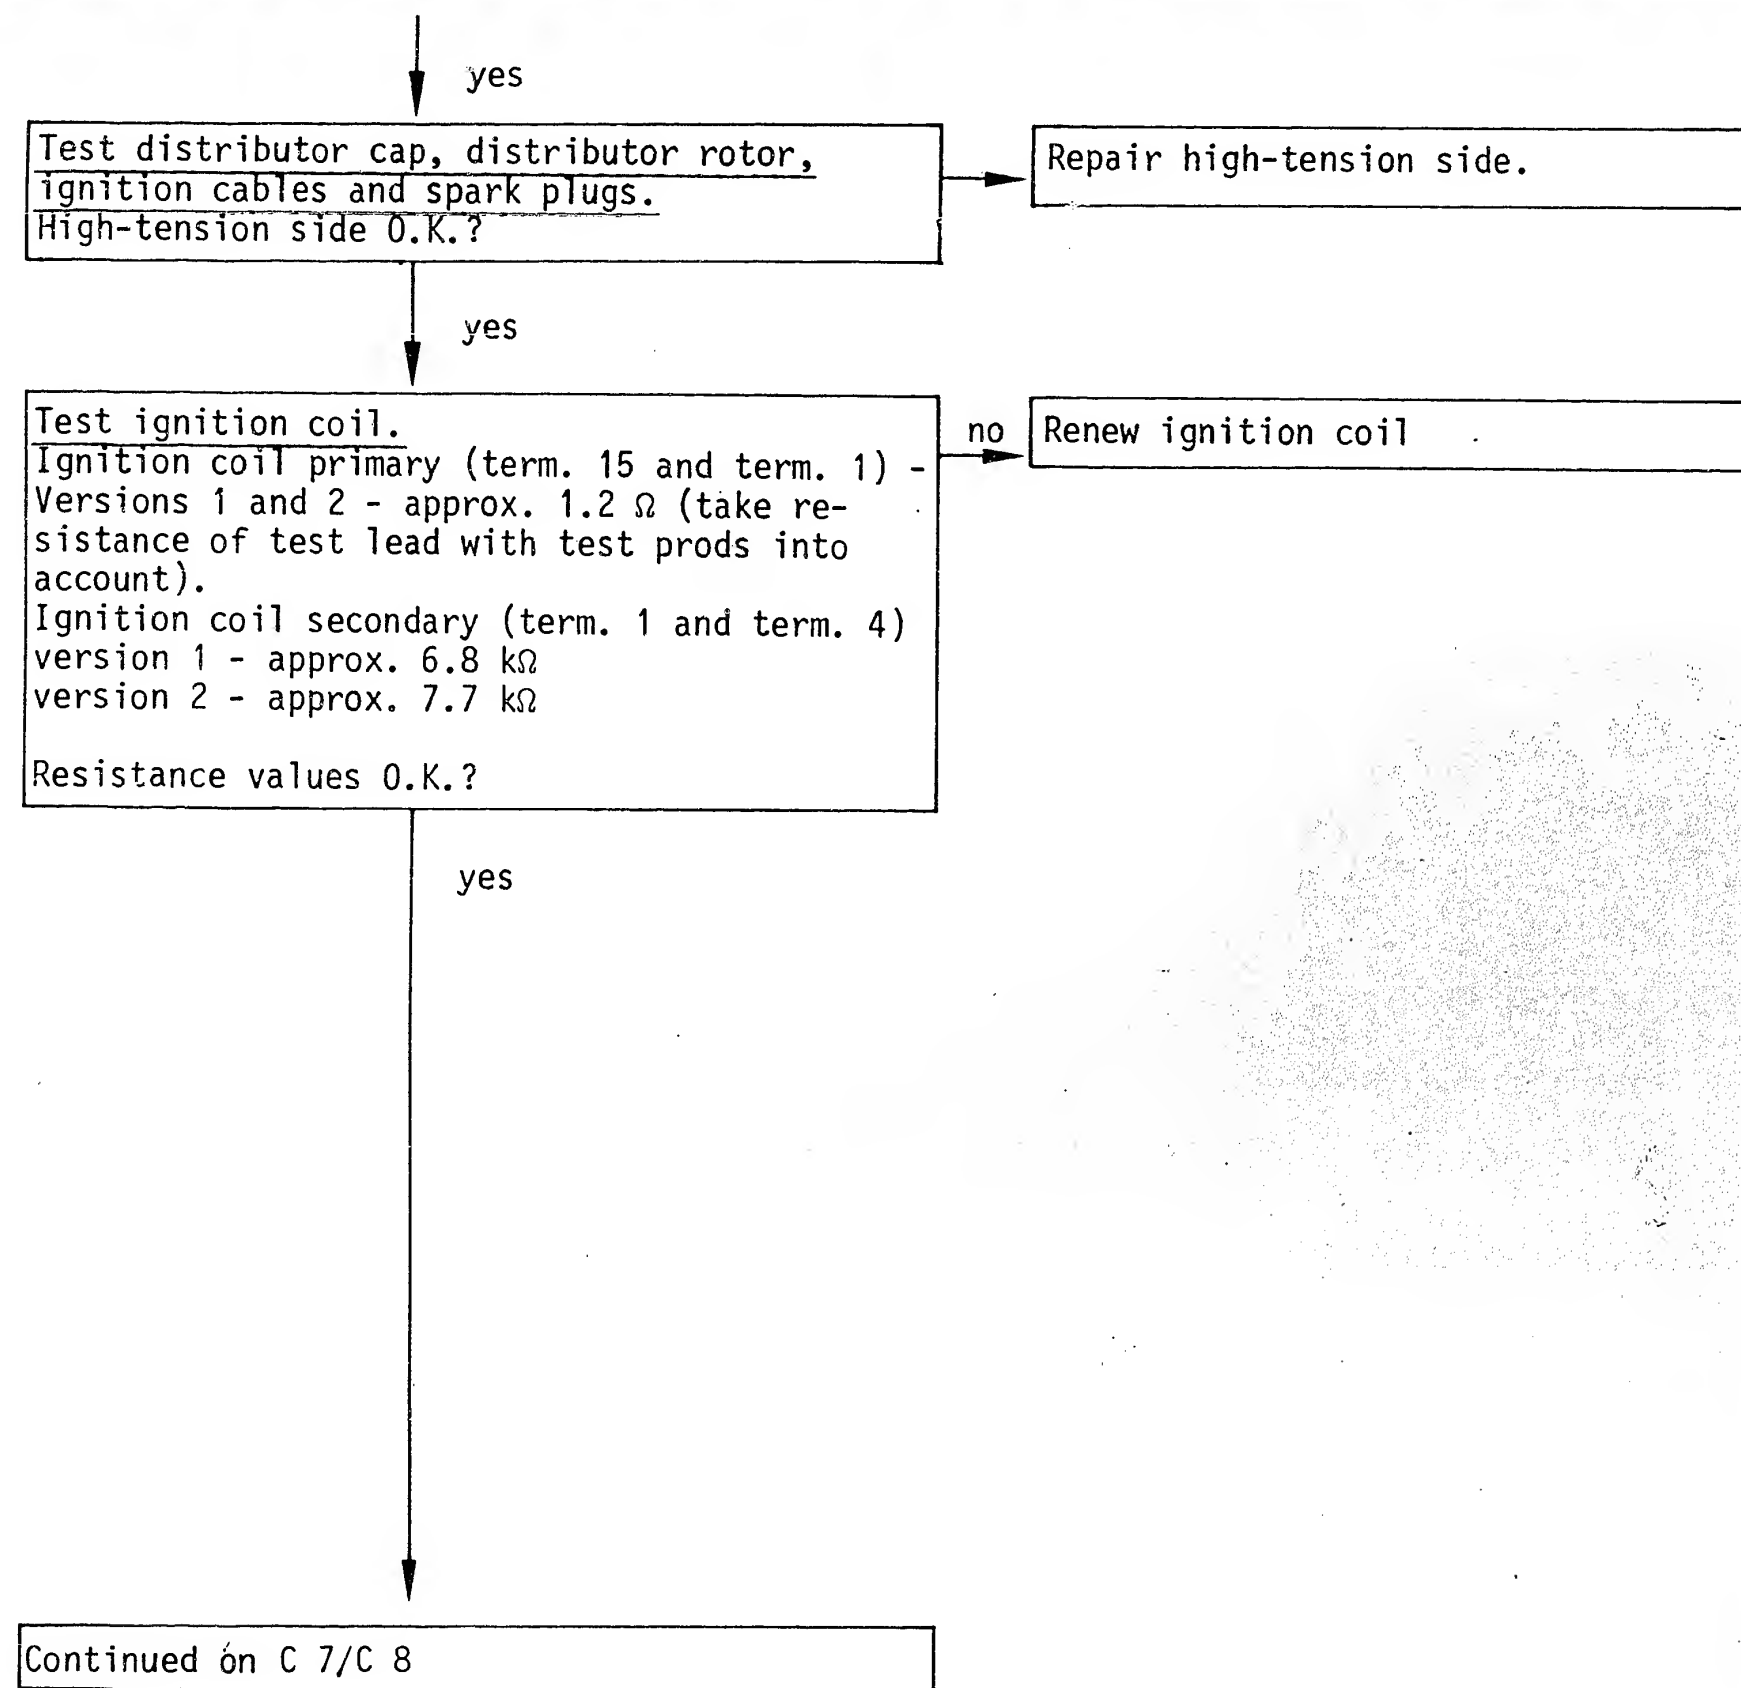 yes
Test distributor cap, distributor rotor,
ignition cables and spark plugs.
High-tension side O.K.?
Repair high-tension side.
yes
Test ignition coil.
Ignition coil primary (term. 15 and term. 1) -
Versions 1 and 2 - approx. 1.2 Ω (take re-
sistance of test lead with test prods into
account).
Ignition coil secondary (term. 1 and term. 4)
version 1 - approx. 6.8 kΩ
version 2 - approx. 7.7 kΩ
Resistance values O.K.?
no
Renew ignition coil
yes
Continued on C 7/C 8